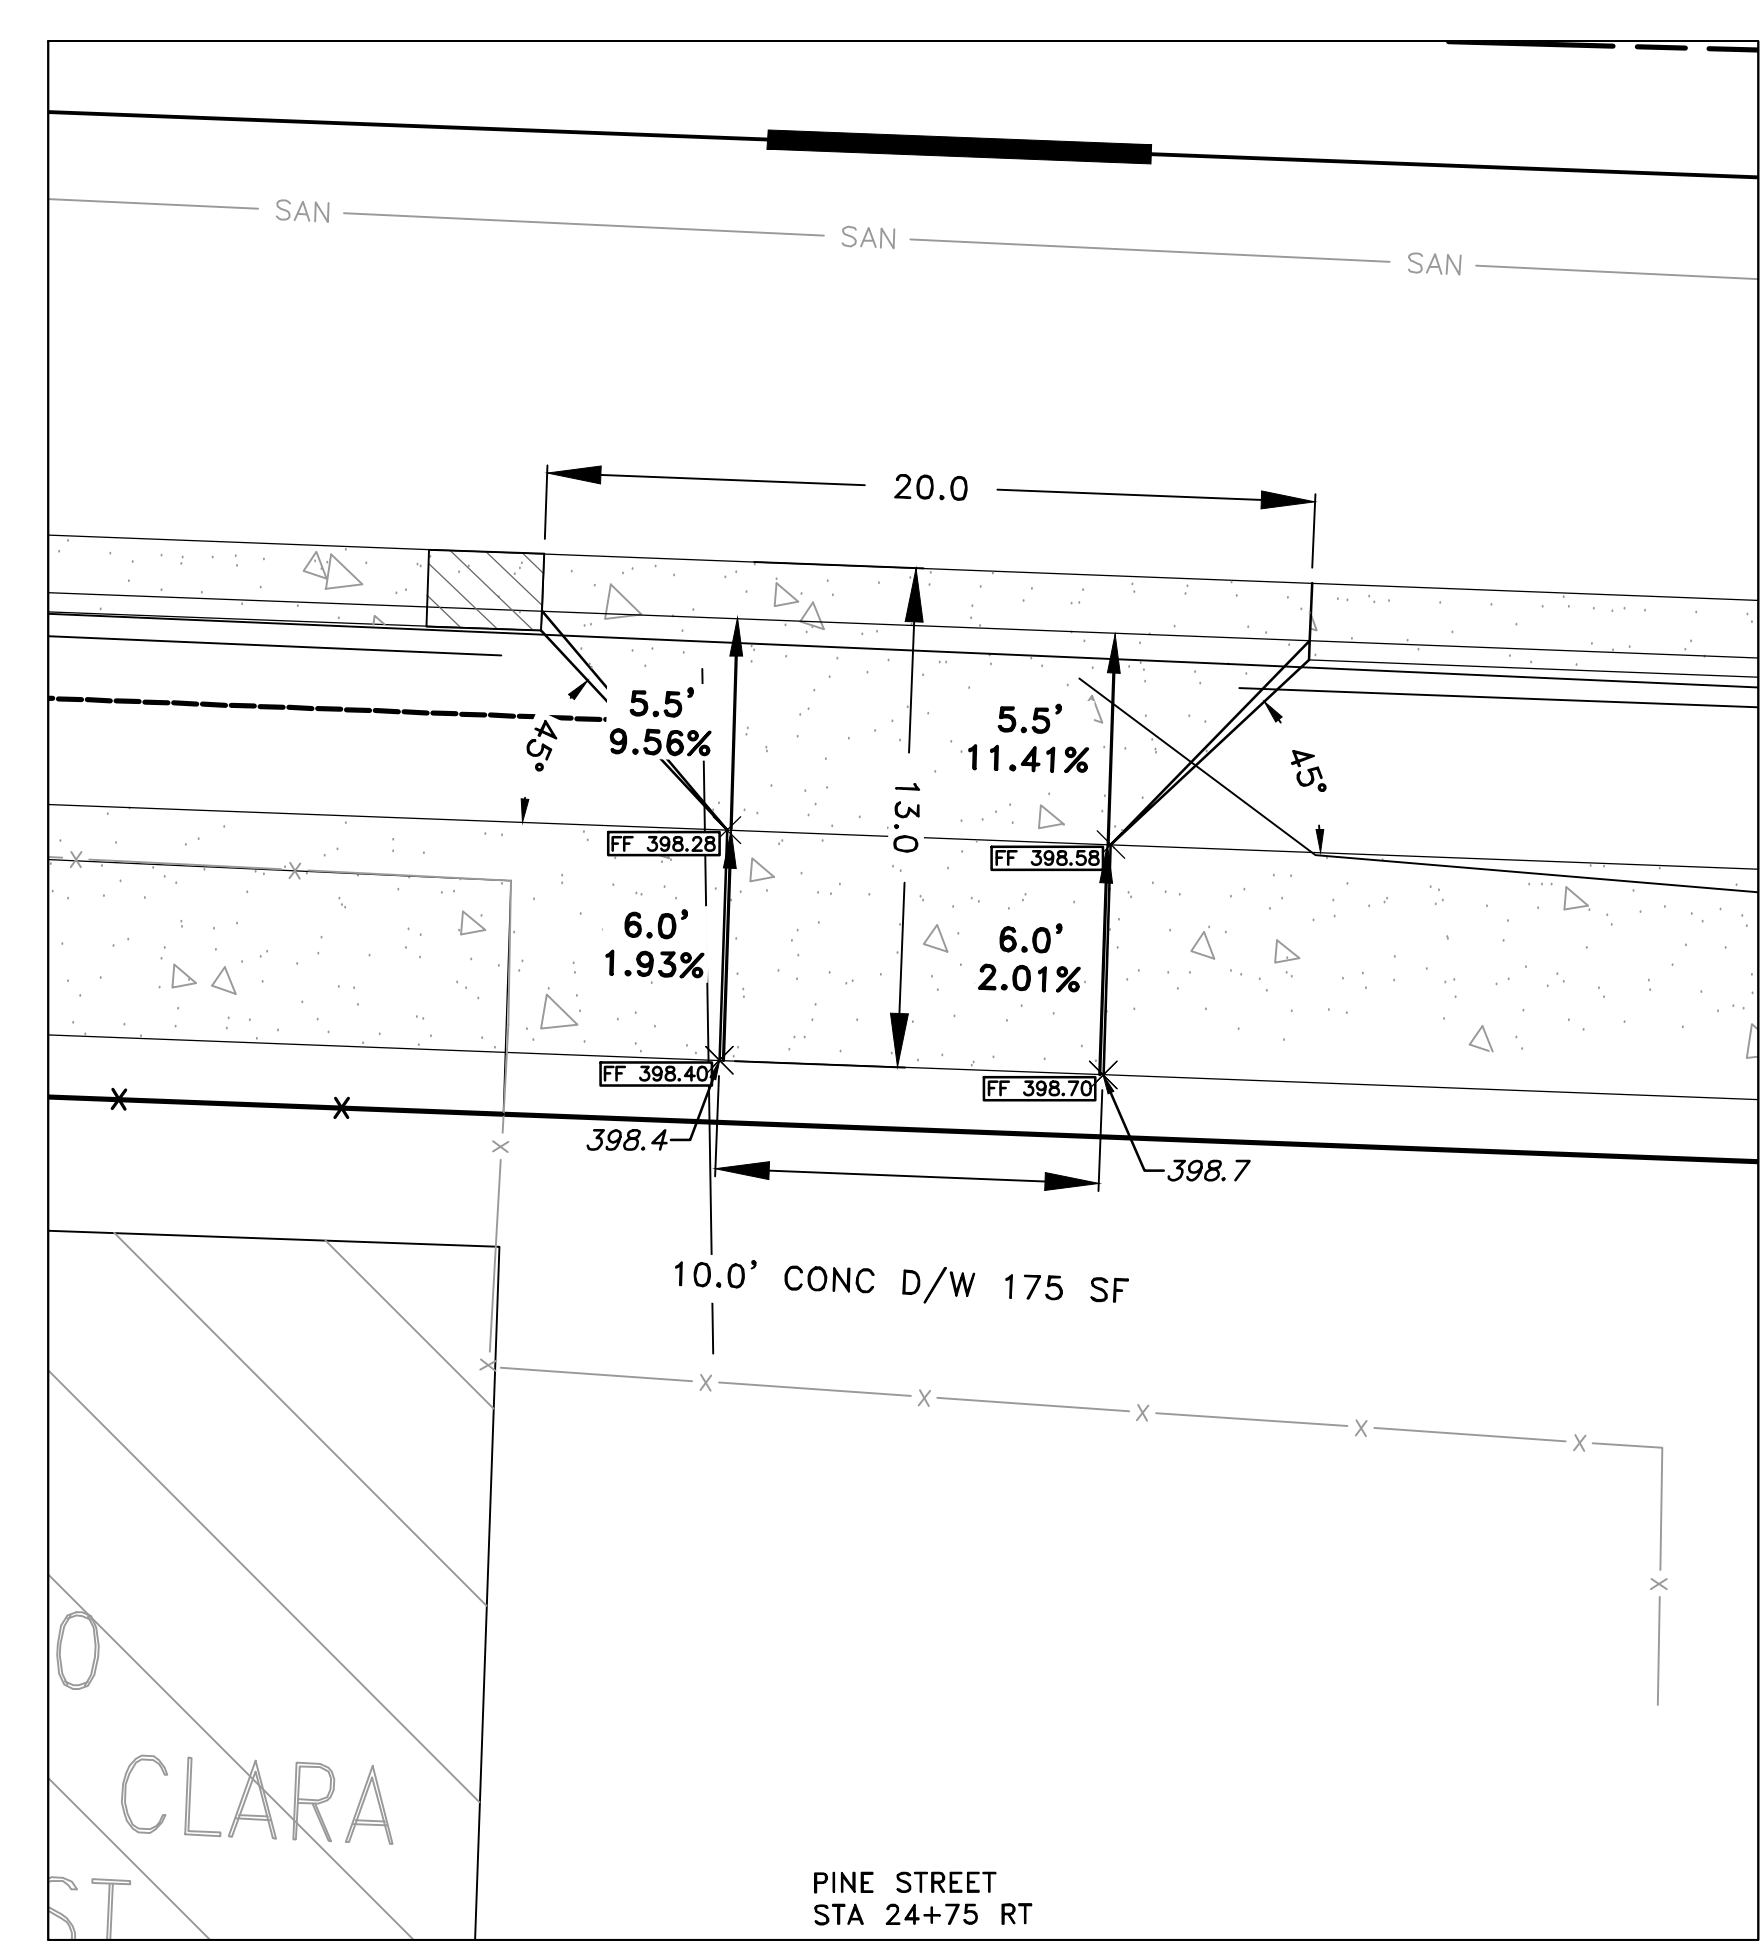 SAN
SAN
SAN
20.0
5.5'
9.56%
5.5'
11.41%
45°
45°
13.0
FF 398.28
FF 398.58
6.0'
1.93%
6.0'
2.01%
FF 398.40
FF 398.70
398.4
398.7
10.0' CONC D/W 175 SF
X X
X X
X
X X X X X X
X
O
CLARA
ST
PINE STREET
STA 24+75 RT